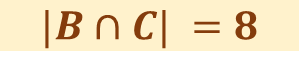 |B ∩ C| = 8